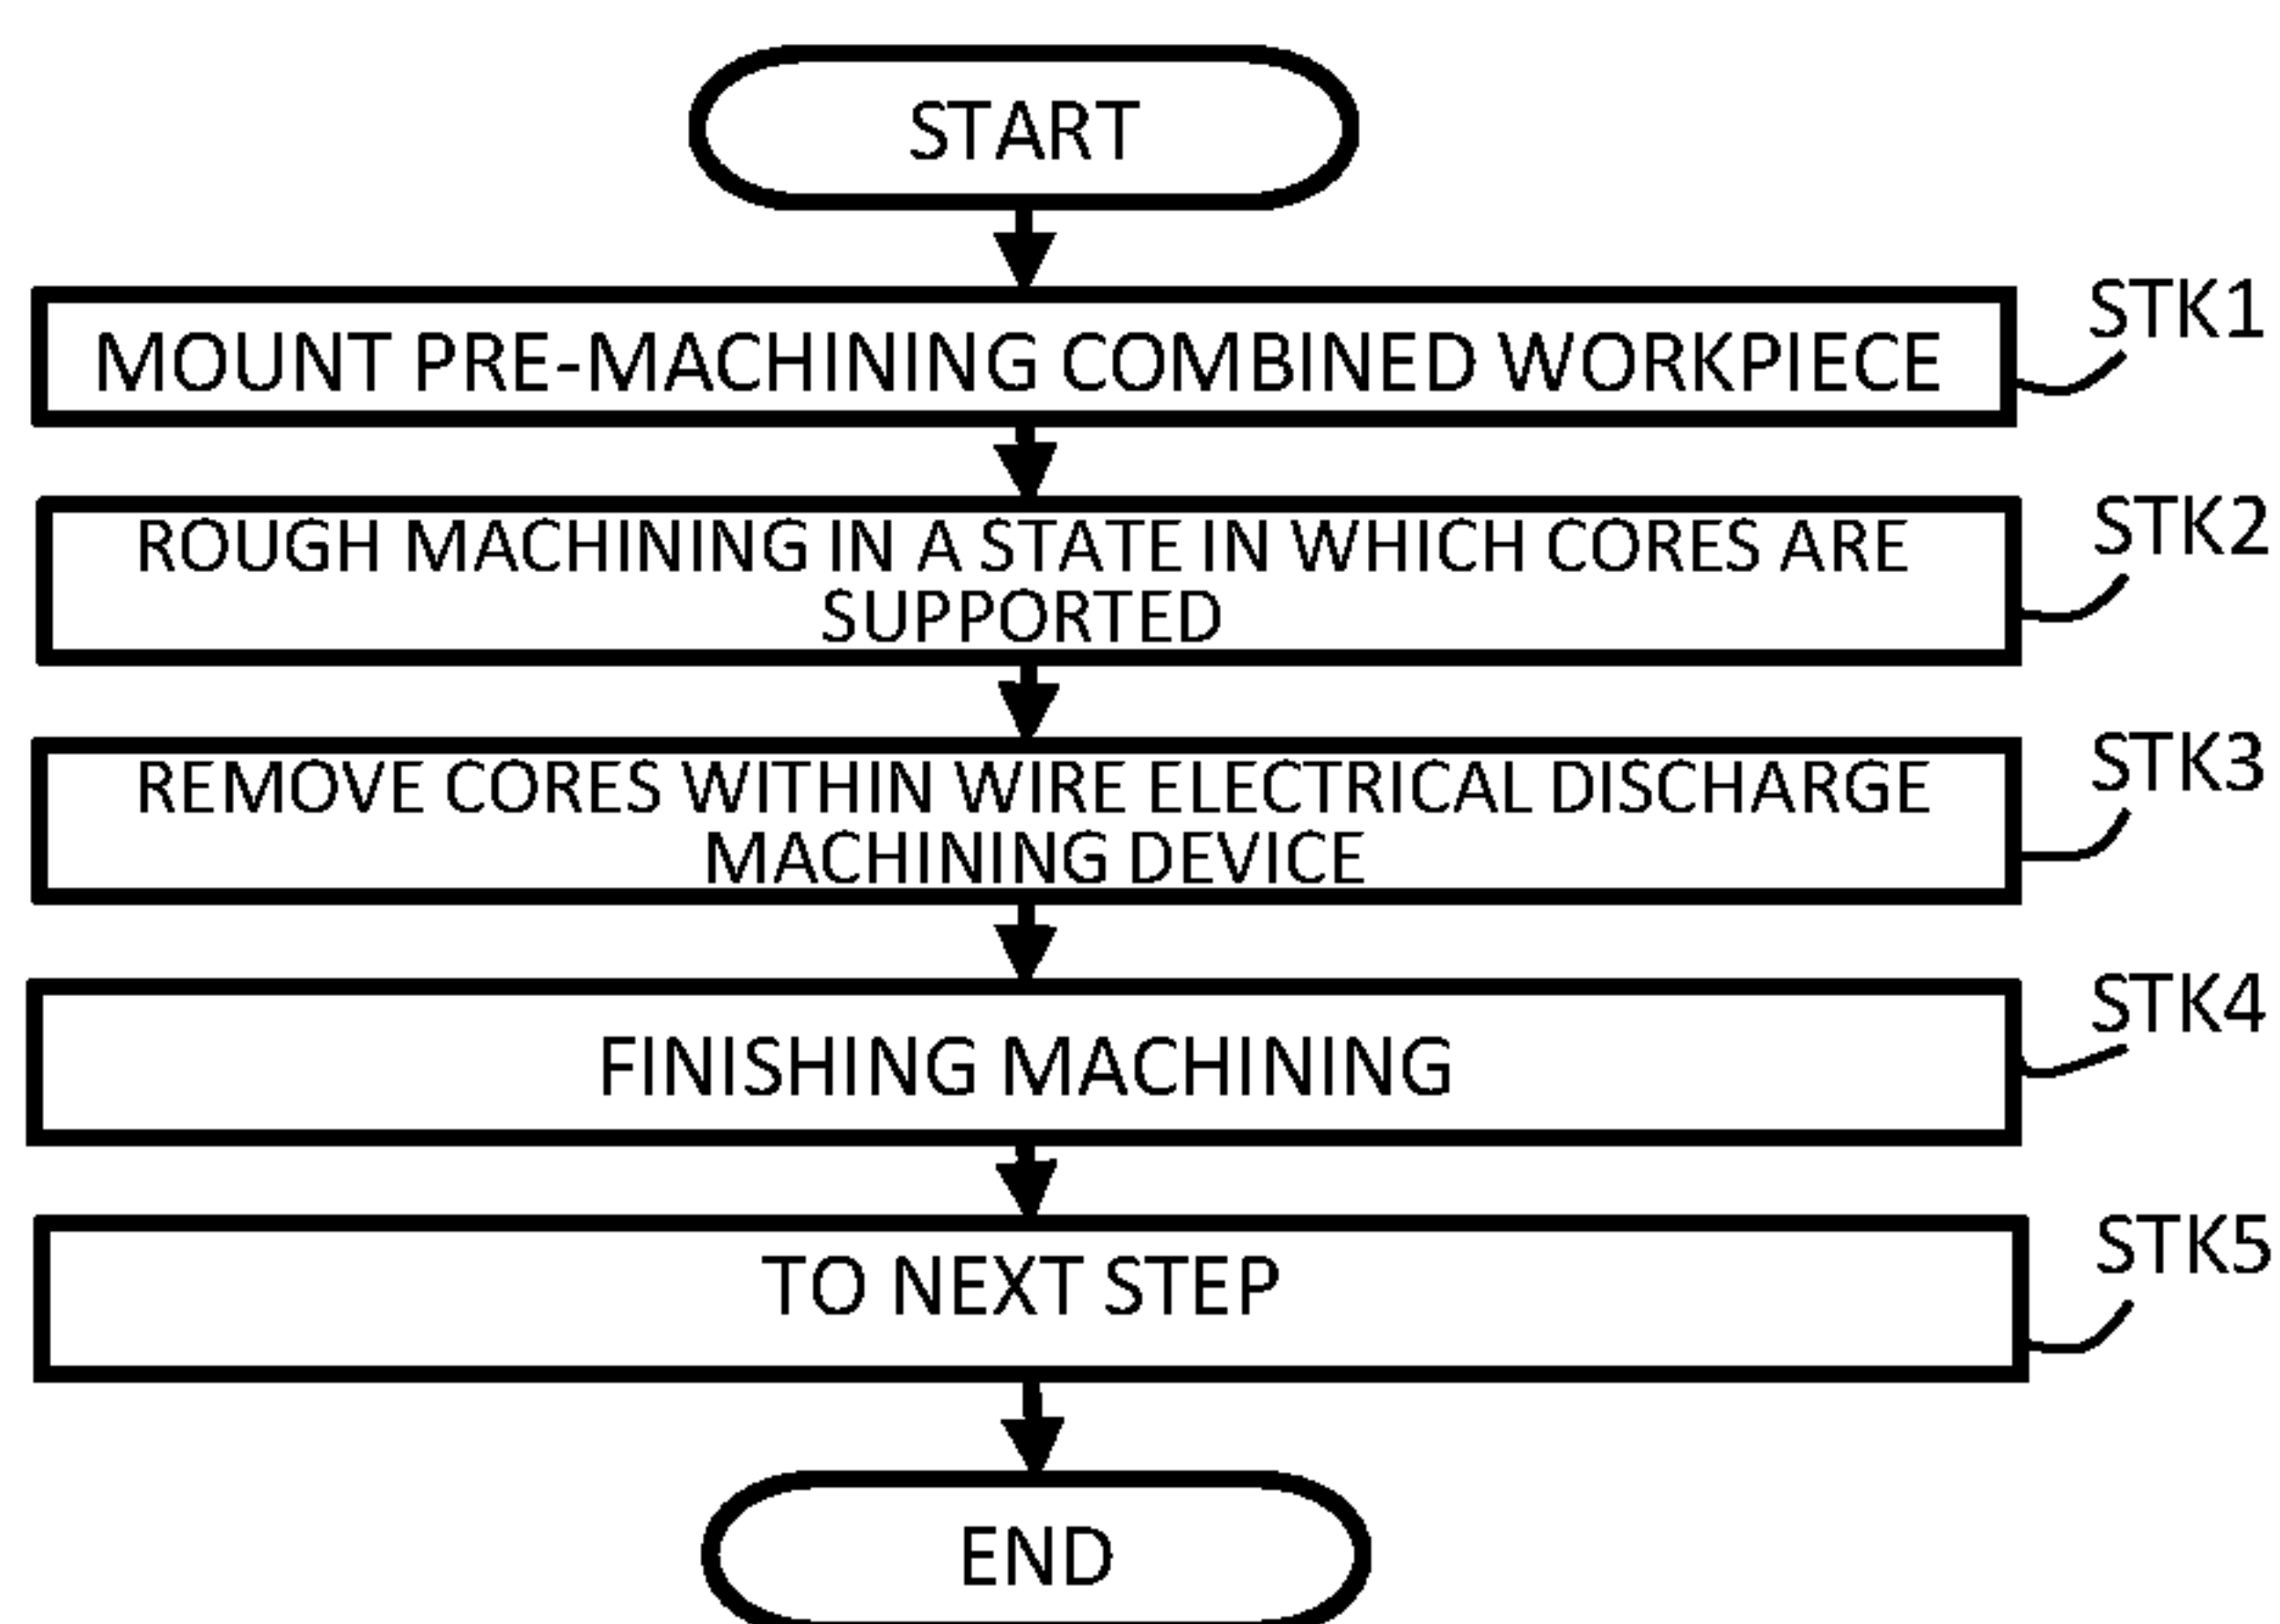 START
MOUNT PRE-MACHINING COMBINED WORKPIECE
STK1
ROUGH MACHINING IN A STATE IN WHICH CORES ARE
SUPPORTED
STK2
REMOVE CORES WITHIN WIRE ELECTRICAL DISCHARGE
MACHINING DEVICE
STK3
FINISHING MACHINING
STK4
TO NEXT STEP
STK5
END